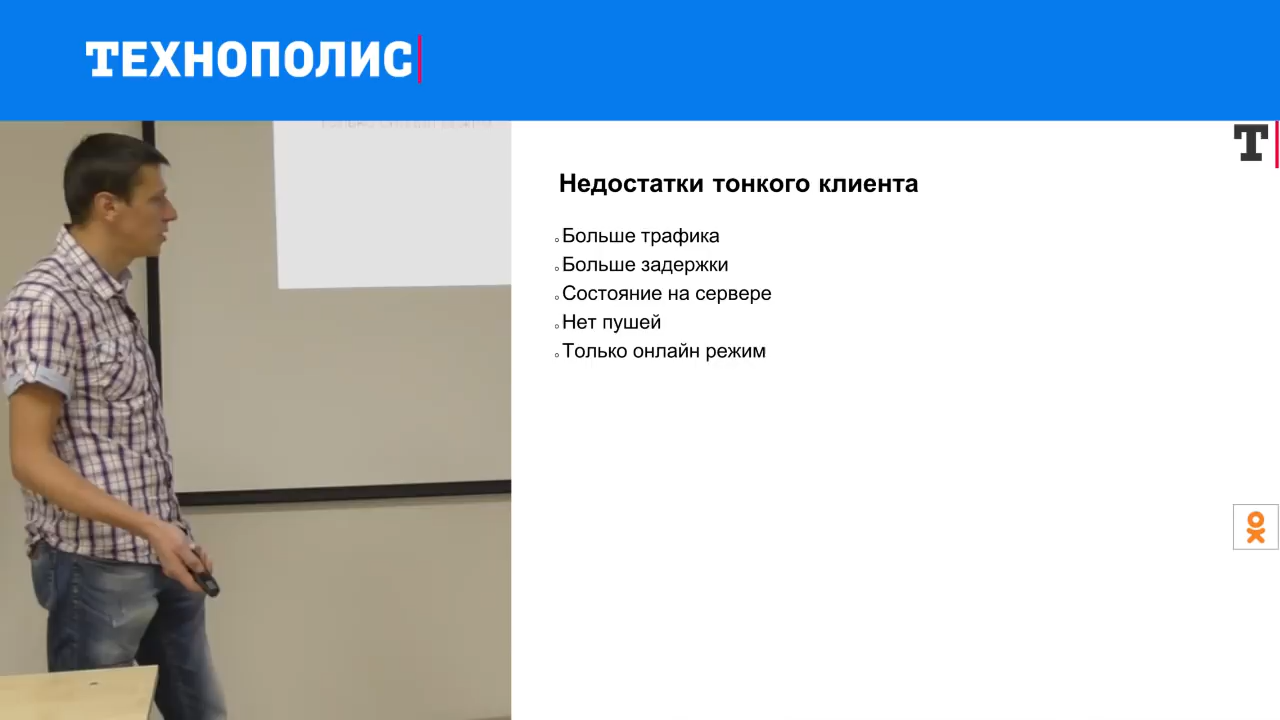 ТЕХНОПОЛИС
Т
Недостатки тонкого клиента
Больше трафика
Больше задержки
Состояние на сервере
Нет пушей
Только онлайн режим